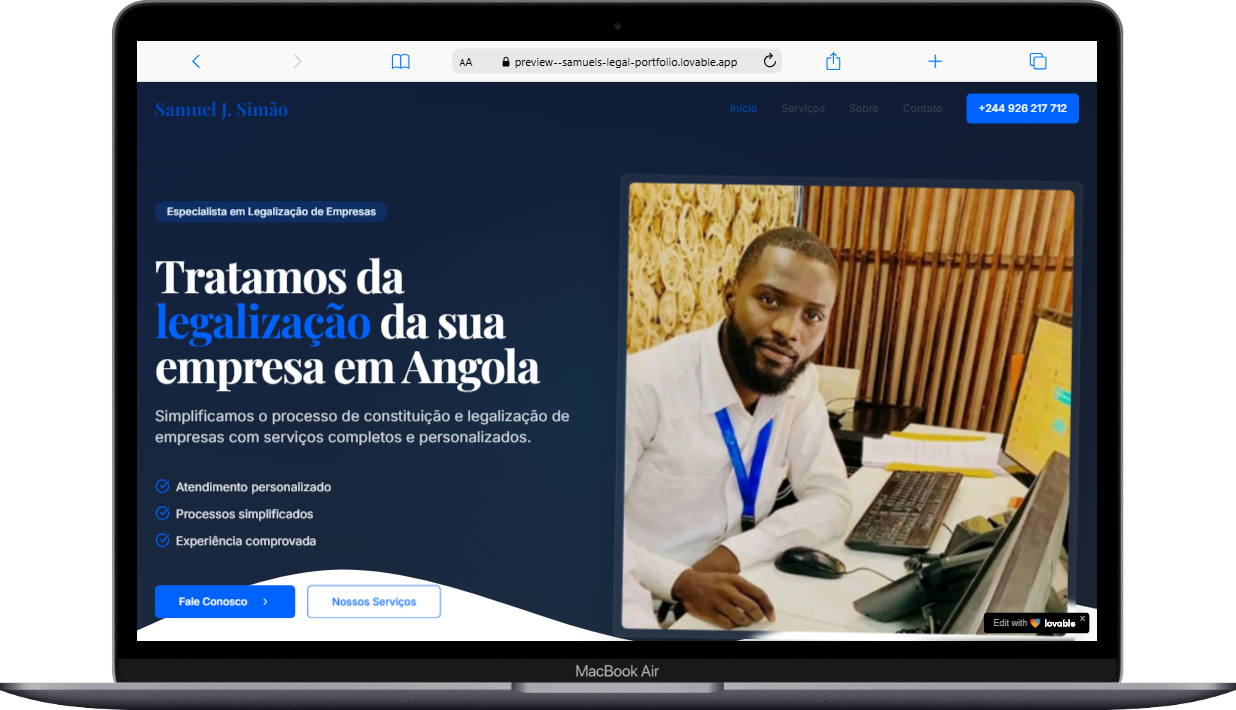 AA preview--samuels-legal-portfolio.lovable.app
Samuel J. Simão
Início Serviços Sobre Contato +244 926 217 712
Especialista em Legalização de Empresas
Tratamos da
legalização da sua
empresa em Angola
Simplificamos o processo de constituição e legalização de
empresas com serviços completos e personalizados.
Atendimento personalizado
Processos simplificados
Experiência comprovada
Fale Conosco
Nossos Serviços
Edit with lovable
MacBook Air